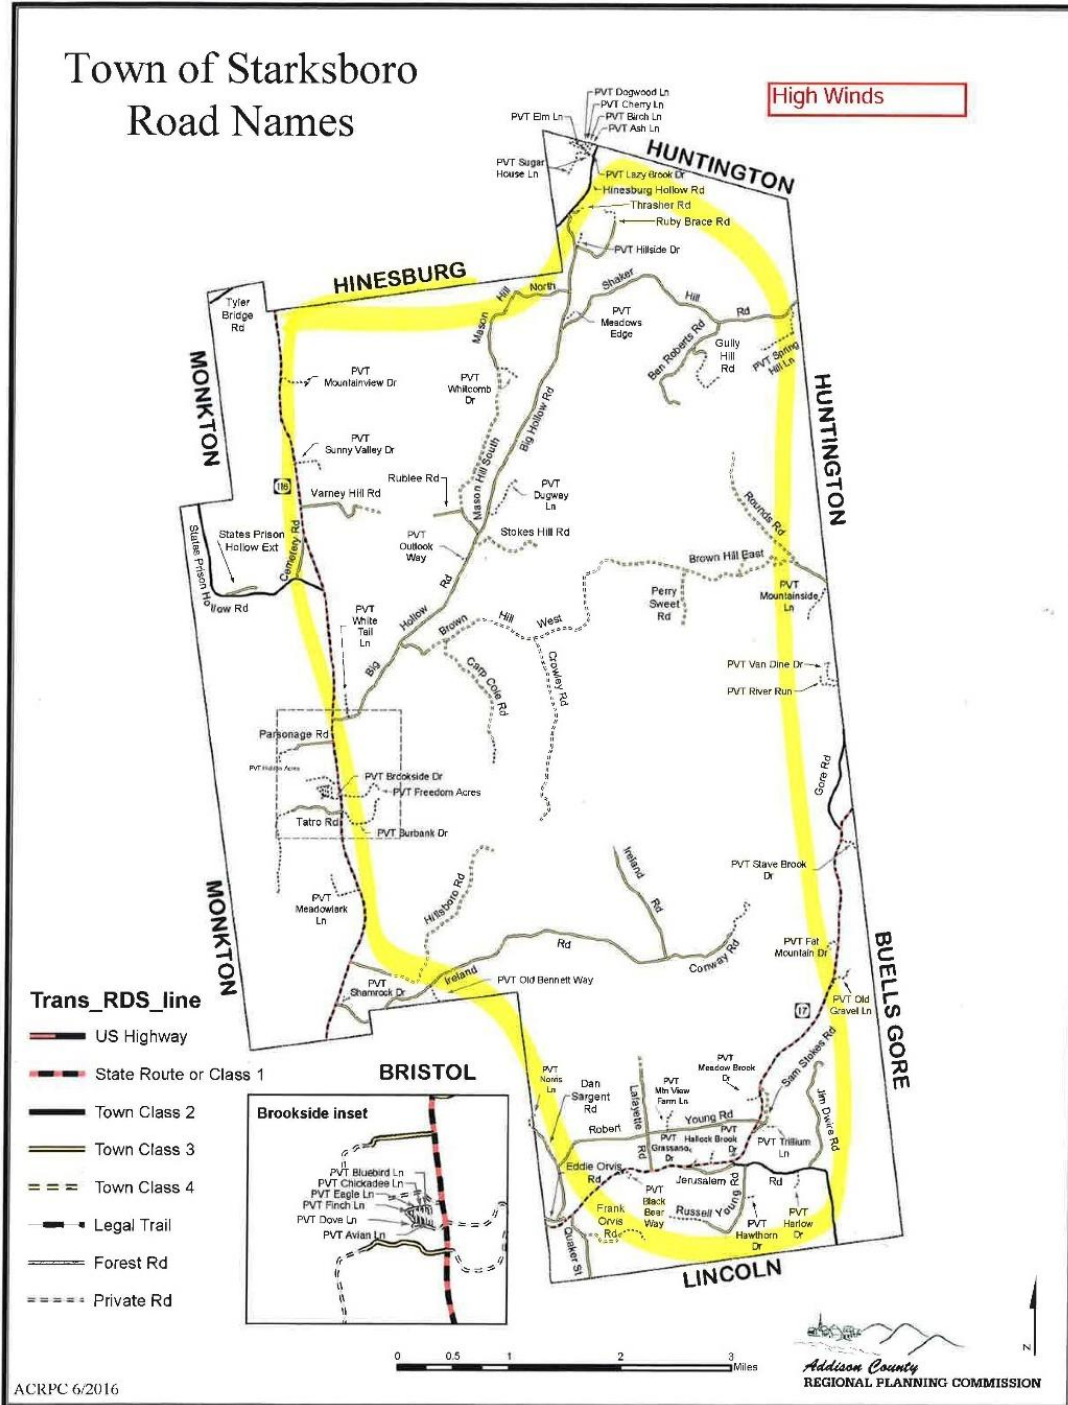 Town of Starksboro
Road Names
High Winds
PVT Dogwood Ln
PVT Cherry Ln
PVT Elm Ln
PVT Birch Ln
PVT Ash Ln
HUNTINGTON
PVT Sugar
House Ln
PVT Lazy Brook Dr
Hinesburg Hollow Rd
Thrasher Rd
Ruby Brace Rd
PVT Hillside Dr
HINESBURG
Tyler
Bridge
Rd
Mason Hill North
Shaker Hill Rd
PVT
Meadows
Edge
Ben Roberts Rd
Gully
Hill
Rd
PVT Spring
Hill Ln
MONKTON
PVT
Mountainview Dr
PVT
Whitcomb
Dr
Big Hollow Rd
HUNTINGTON
PVT
Sunny Valley Dr
116
Varney Hill Rd
Rublee Rd
Mason Hill South
PVT
Dugway
Ln
Stokes Hill Rd
PVT
Outlook
Way
Rounds Rd
States Prison
Hollow Ext
States Prison Hollow Rd
Cemetery Rd
Brown Hill East
PVT
Mountainside
Ln
Perry
Sweet
Rd
PVT
White
Tail
Ln
Big Hollow Rd
Brown Hill West
Carp Cole Rd
Crowley Rd
PVT Van Dine Dr
PVT River Run
Parsonage Rd
PVT Brookside Dr
PVT Freedom Acres
Tatro Rd
PVT Burbank Dr
Gore Rd
PVT Stave Brook
Dr
MONKTON
PVT
Meadowlark
Ln
Hillsboro Rd
Ireland Rd
Ireland Rd
Conway Rd
PVT Fat
Mountain Dr
BUELLS GORE
PVT
Shamrock Dr
PVT Old Bennett Way
PVT Old
Gravel Ln
17
Trans_RDS_line
US Highway
State Route or Class 1
Town Class 2
Town Class 3
Town Class 4
Legal Trail
Forest Rd
Private Rd
BRISTOL
Brookside inset
PVT Bluebird Ln
PVT Chickadee Ln
PVT Eagle Ln
PVT Finch Ln
PVT Dove Ln
PVT Avian Ln
PVT
Norris
Ln
Dan
Sargent
Rd
Lafayette Rd
PVT
Mtn View
Farm Ln
PVT
Meadow Brook
Dr
Sam Stokes Rd
Jim Dwire Rd
Robert Young Rd
PVT
Grassano
Dr
PVT
Hallock Brook
Dr
PVT Trillium
Ln
Eddie Orvis
Rd
Jerusalem Rd
PVT
Black
Bear
Way
Russell Young Rd
Frank
Orvis
Rd
PVT
Hawthorn
Dr
PVT
Harlow
Dr
Quaker St
LINCOLN
0 0.5 1 2 3
Miles
N
Addison County
REGIONAL PLANNING COMMISSION
ACRPC 6/2016